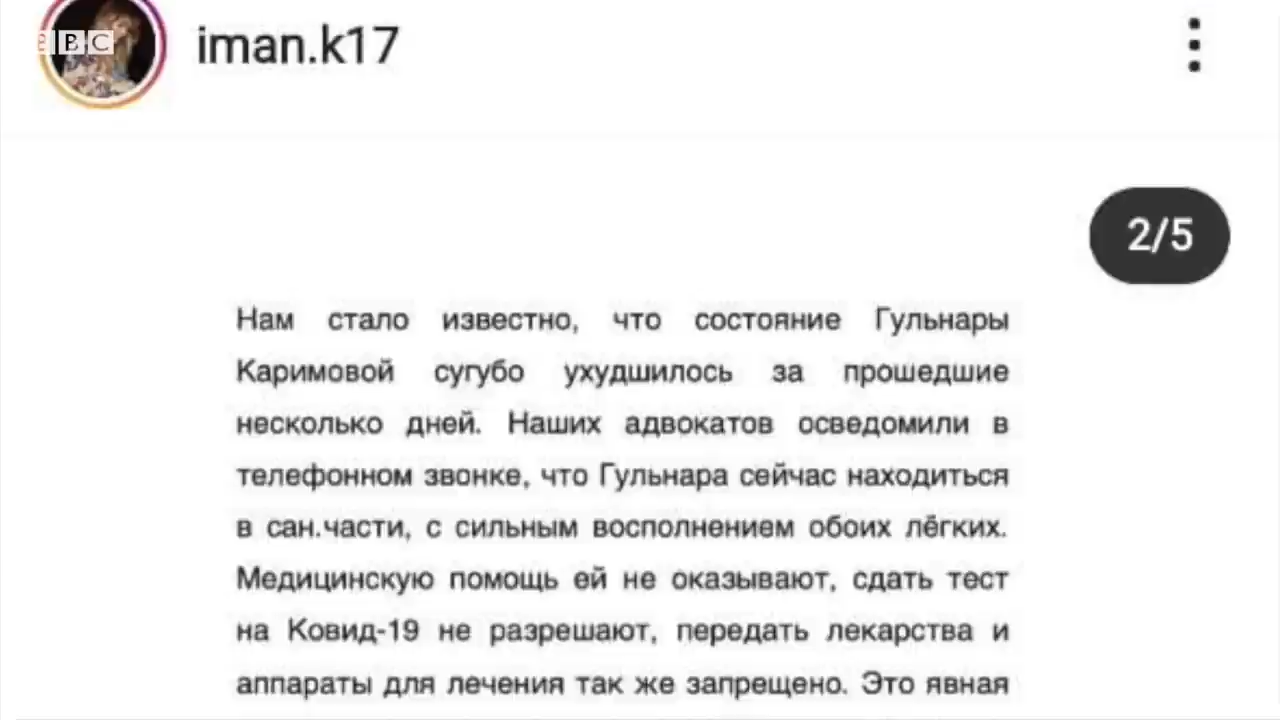 BBC
iman.k17
2/5
Нам стало известно, что состояние Гульнары
Каримовой сугубо ухудшилось за прошедшие
несколько дней. Наших адвокатов осведомили в
телефонном звонке, что Гульнара сейчас находиться
в сан.части, с сильным восполнением обоих лёгких.
Медицинскую помощь ей не оказывают, сдать тест
на Ковид-19 не разрешают, передать лекарства и
аппараты для лечения так же запрещено. Это явная